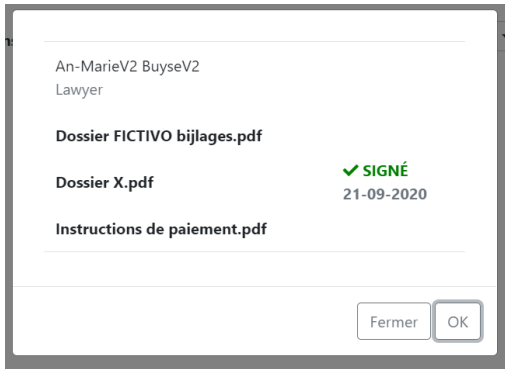 An-MarieV2 BuyseV2
Lawyer
Dossier FICTIVO bijlages.pdf
Dossier X.pdf
SIGNÉ
21-09-2020
Instructions de paiement.pdf
Fermer
OK